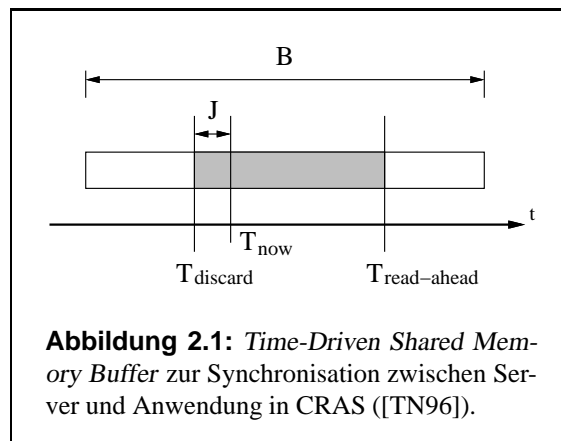 B
J
t
T_now
T_discard
T_read–ahead
Abbildung 2.1: Time-Driven Shared Mem-
ory Buffer zur Synchronisation zwischen Ser-
ver und Anwendung in CRAS ([TN96]).